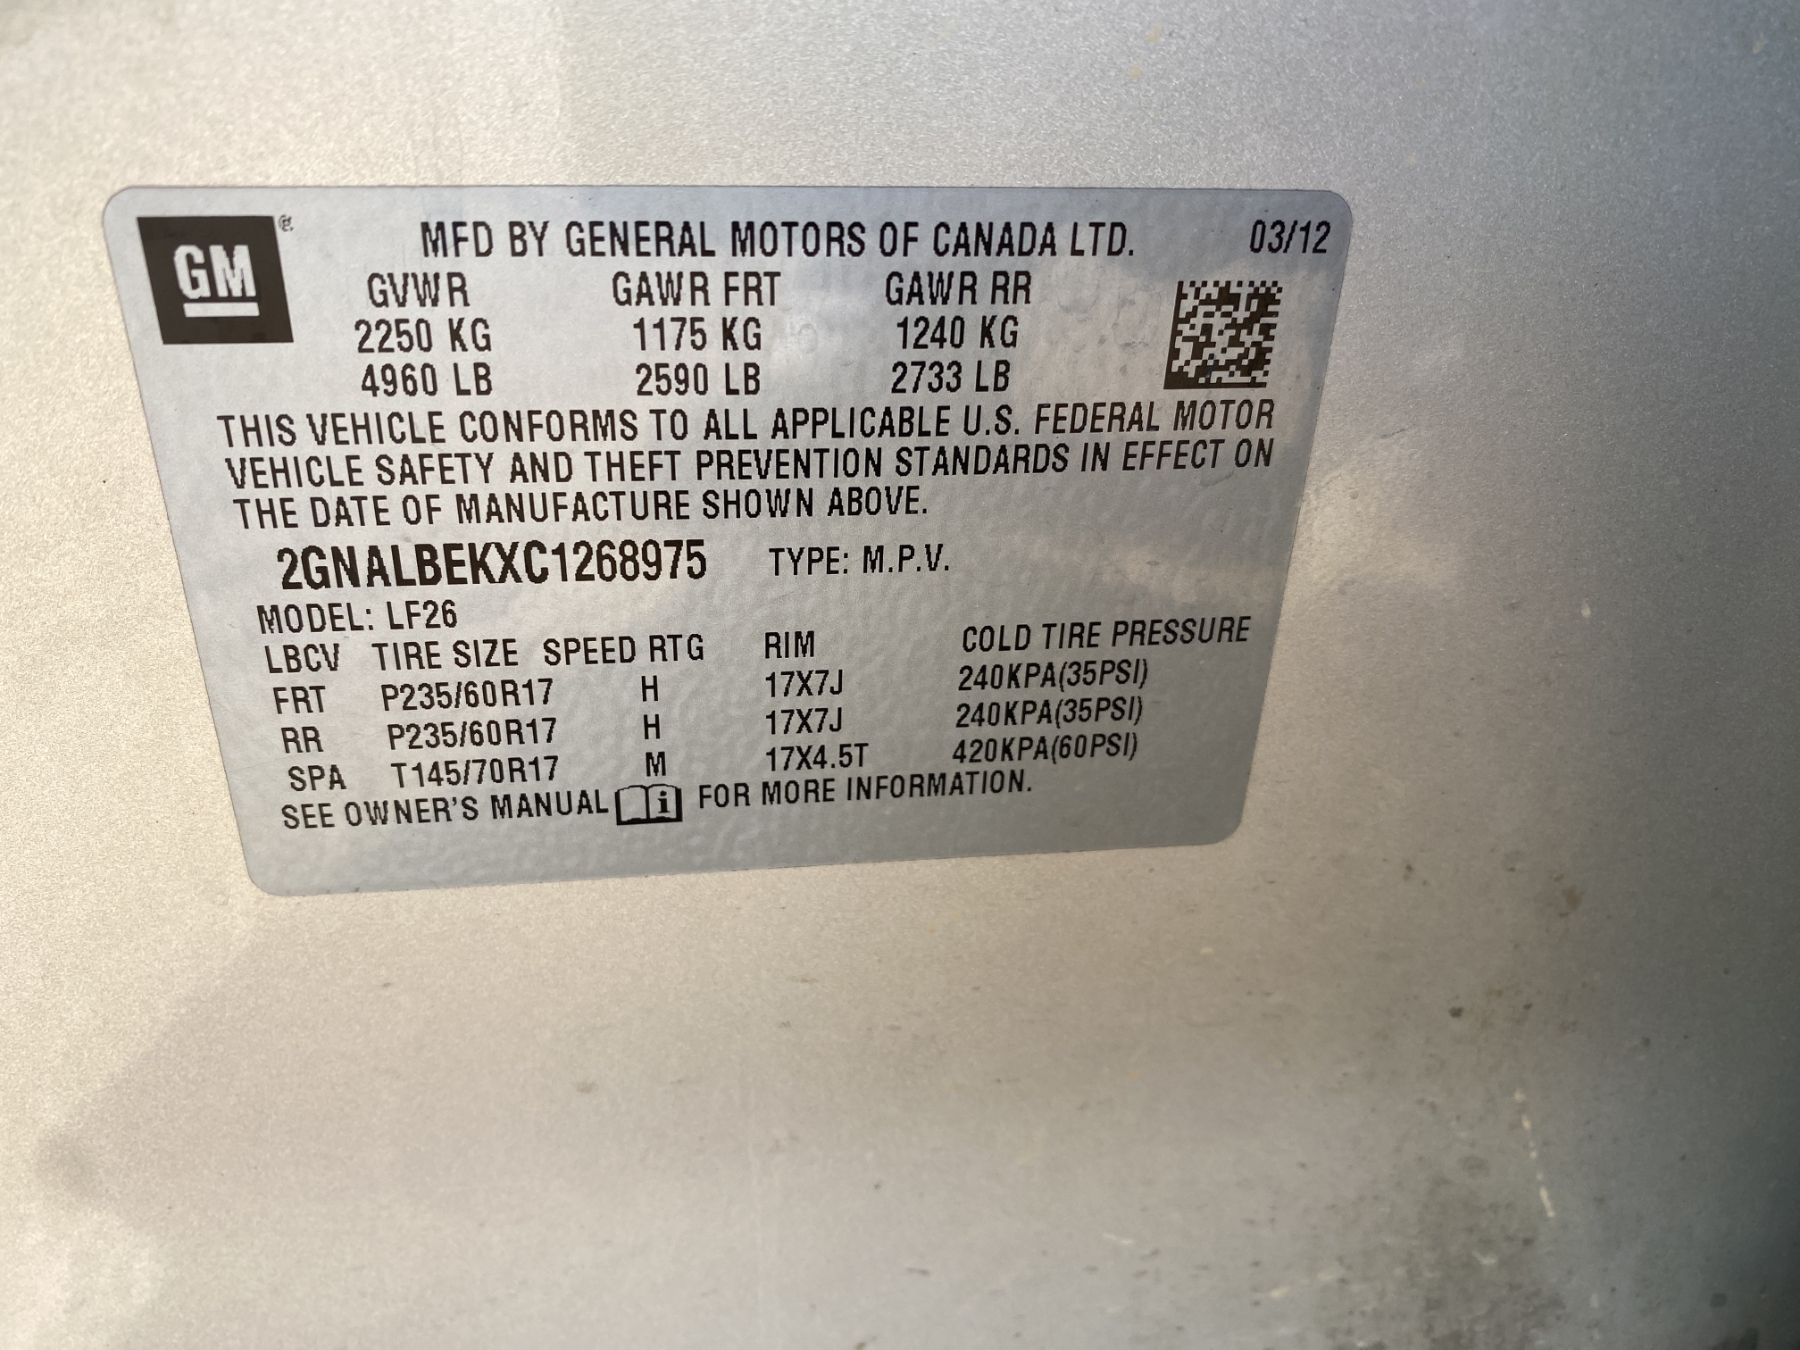 GM ®
MFD BY GENERAL MOTORS OF CANADA LTD. 03/12
GVWR GAWR FRT GAWR RR
2250 KG 1175 KG 1240 KG
4960 LB 2590 LB 2733 LB
THIS VEHICLE CONFORMS TO ALL APPLICABLE U.S. FEDERAL MOTOR
VEHICLE SAFETY AND THEFT PREVENTION STANDARDS IN EFFECT ON
THE DATE OF MANUFACTURE SHOWN ABOVE.
2GNALBEKXC1268975 TYPE: M.P.V.
MODEL: LF26
LBCV TIRE SIZE SPEED RTG RIM COLD TIRE PRESSURE
FRT P235/60R17 H 17X7J 240KPA(35PSI)
RR P235/60R17 H 17X7J 240KPA(35PSI)
SPA T145/70R17 M 17X4.5T 420KPA(60PSI)
SEE OWNER'S MANUAL i FOR MORE INFORMATION.